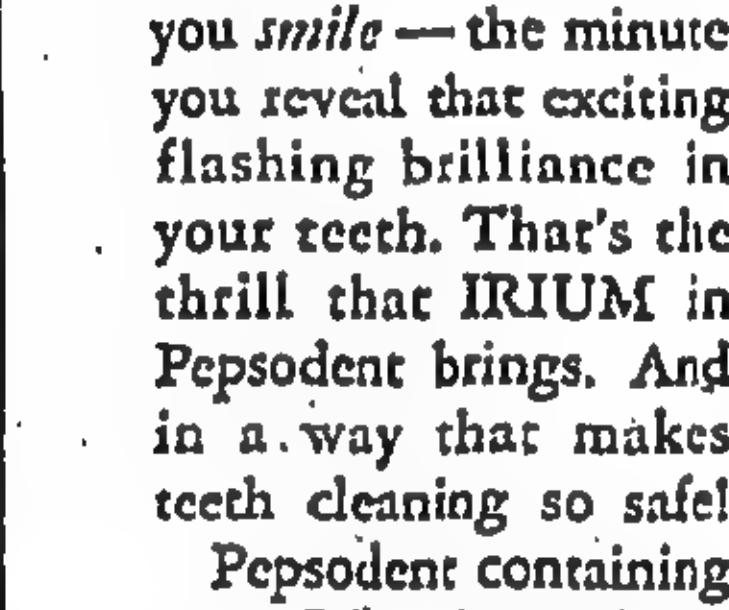 you smile — the minute
you reveal that exciting
flashing brilliance in
your teeth. That's the
thrill that IRIUM in
Pepsodent brings. And
in a way that makes
teeth cleaning so safe!
Pepsodent containing